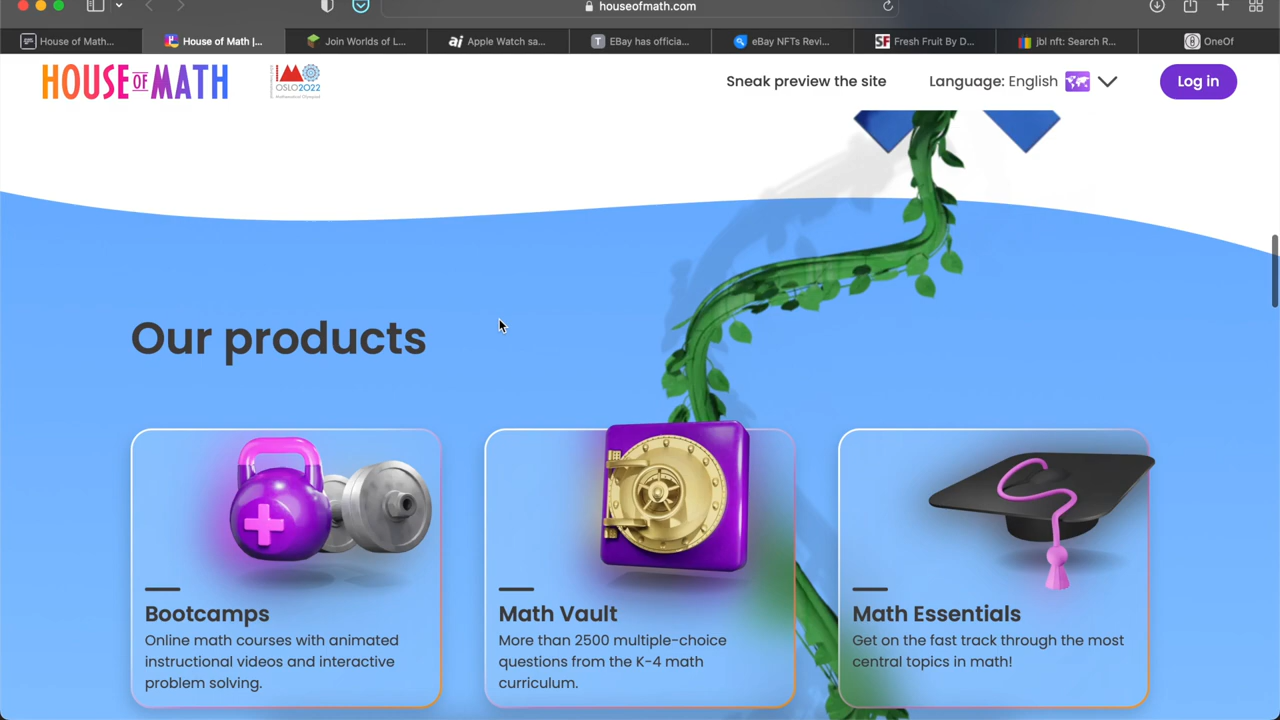 houseofmath.com
House of Math...
House of Math |...
Join Worlds of L...
Apple Watch sa...
EBay has officia...
eBay NFTs Revi...
Fresh Fruit By D...
jbl nft: Search R...
OneOf
HOUSE OF MATH
OSLO2022
Sneak preview the site
Language: English
Log in
Our products
Bootcamps
Online math courses with animated
instructional videos and interactive
problem solving.
Math Vault
More than 2500 multiple-choice
questions from the K-4 math
curriculum.
Math Essentials
Get on the fast track through the most
central topics in math!